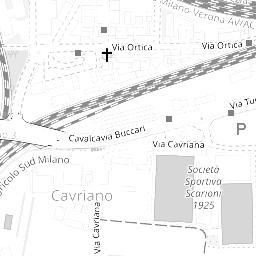 Milano Verona AV/AC
Via Ortica
Via Ortica
Via Tu
Cavalcavia Buccari
Via Cavriana
P
Agricolo Sud Milano
Società
Sportiva
Scarioni
1925
Cavriano
Via Cavriana